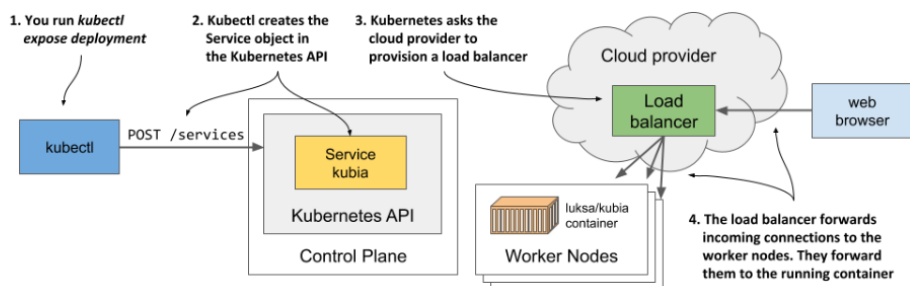 1. You run kubectl
expose deployment
2. Kubectl creates the
Service object in
the Kubernetes API
3. Kubernetes asks the
cloud provider to
provision a load balancer
Cloud provider
Load
balancer
web
browser
kubectl
POST /services
Service
kubia
Kubernetes API
Control Plane
luksa/kubia
container
Worker Nodes
4. The load balancer forwards
incoming connections to the
worker nodes. They forward
them to the running container